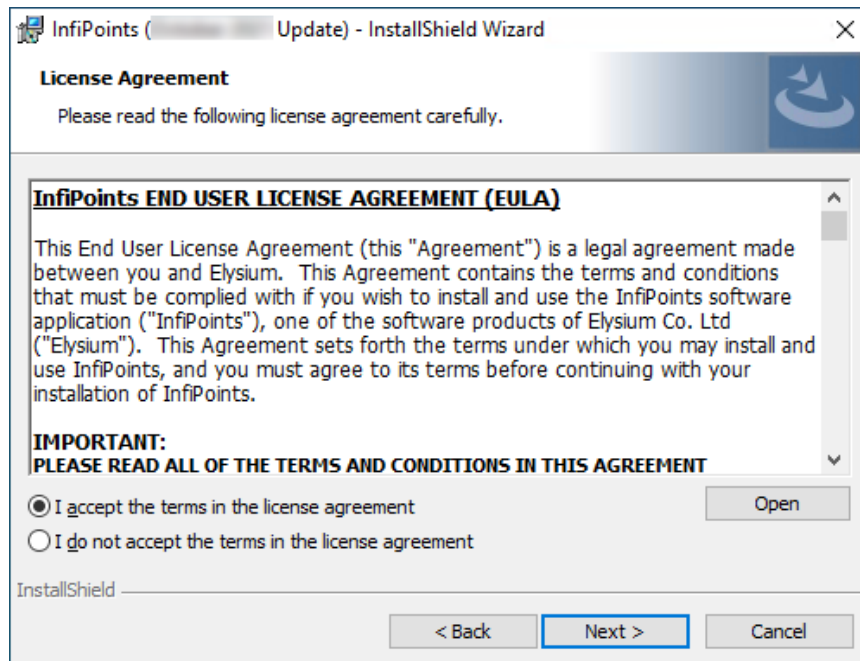 InfiPoints ( Update) - InstallShield Wizard
License Agreement
Please read the following license agreement carefully.
InfiPoints END USER LICENSE AGREEMENT (EULA)
This End User License Agreement (this "Agreement") is a legal agreement made
between you and Elysium.  This Agreement contains the terms and conditions
that must be complied with if you wish to install and use the InfiPoints software
application ("InfiPoints"), one of the software products of Elysium Co. Ltd
("Elysium").  This Agreement sets forth the terms under which you may install and
use InfiPoints, and you must agree to its terms before continuing with your
installation of InfiPoints.
IMPORTANT:
PLEASE READ ALL OF THE TERMS AND CONDITIONS IN THIS AGREEMENT
I accept the terms in the license agreement
Open
I do not accept the terms in the license agreement
InstallShield
< Back
Next >
Cancel